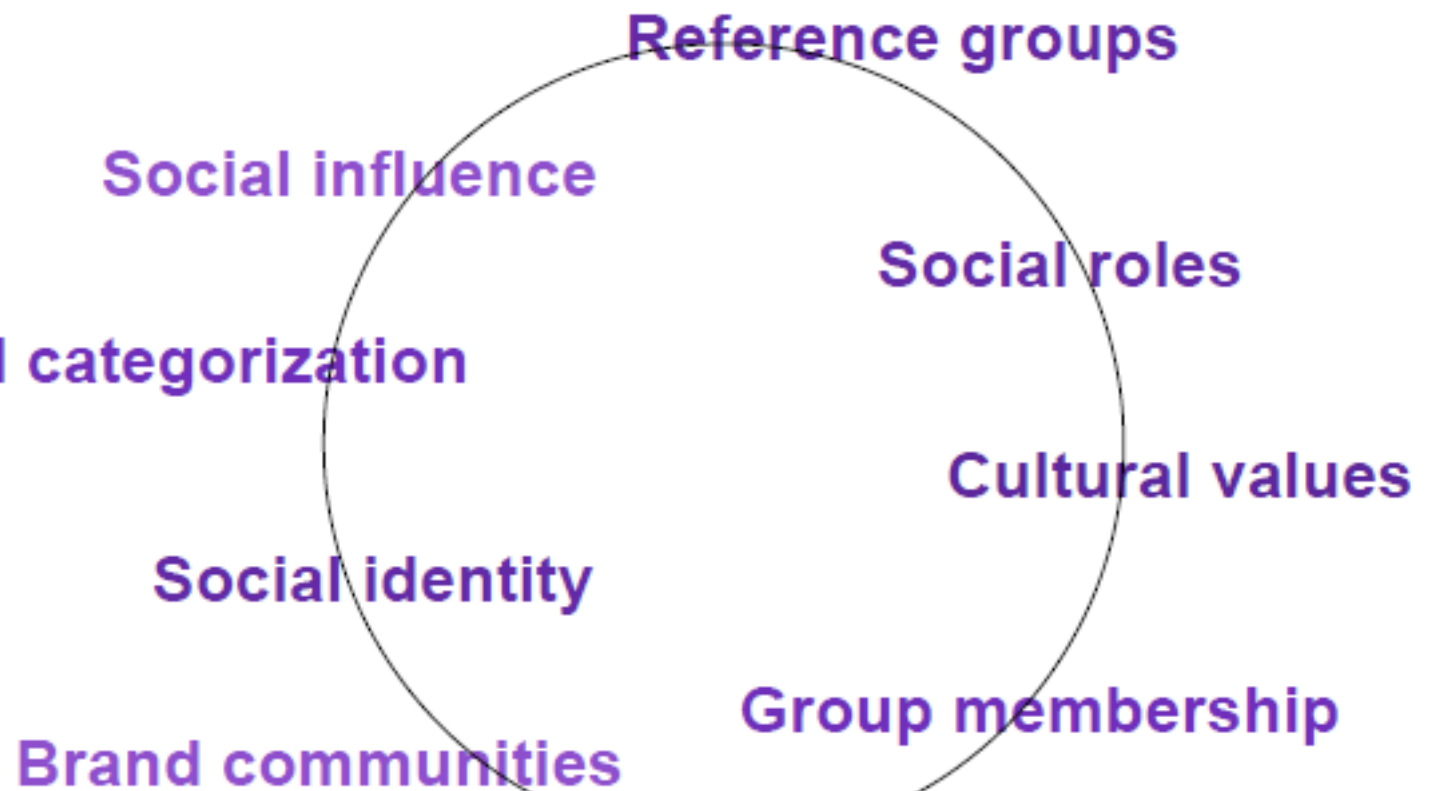 Reference groups
Social influence
Social roles
categorization
Cultural values
Social identity
Group membership
Brand communities